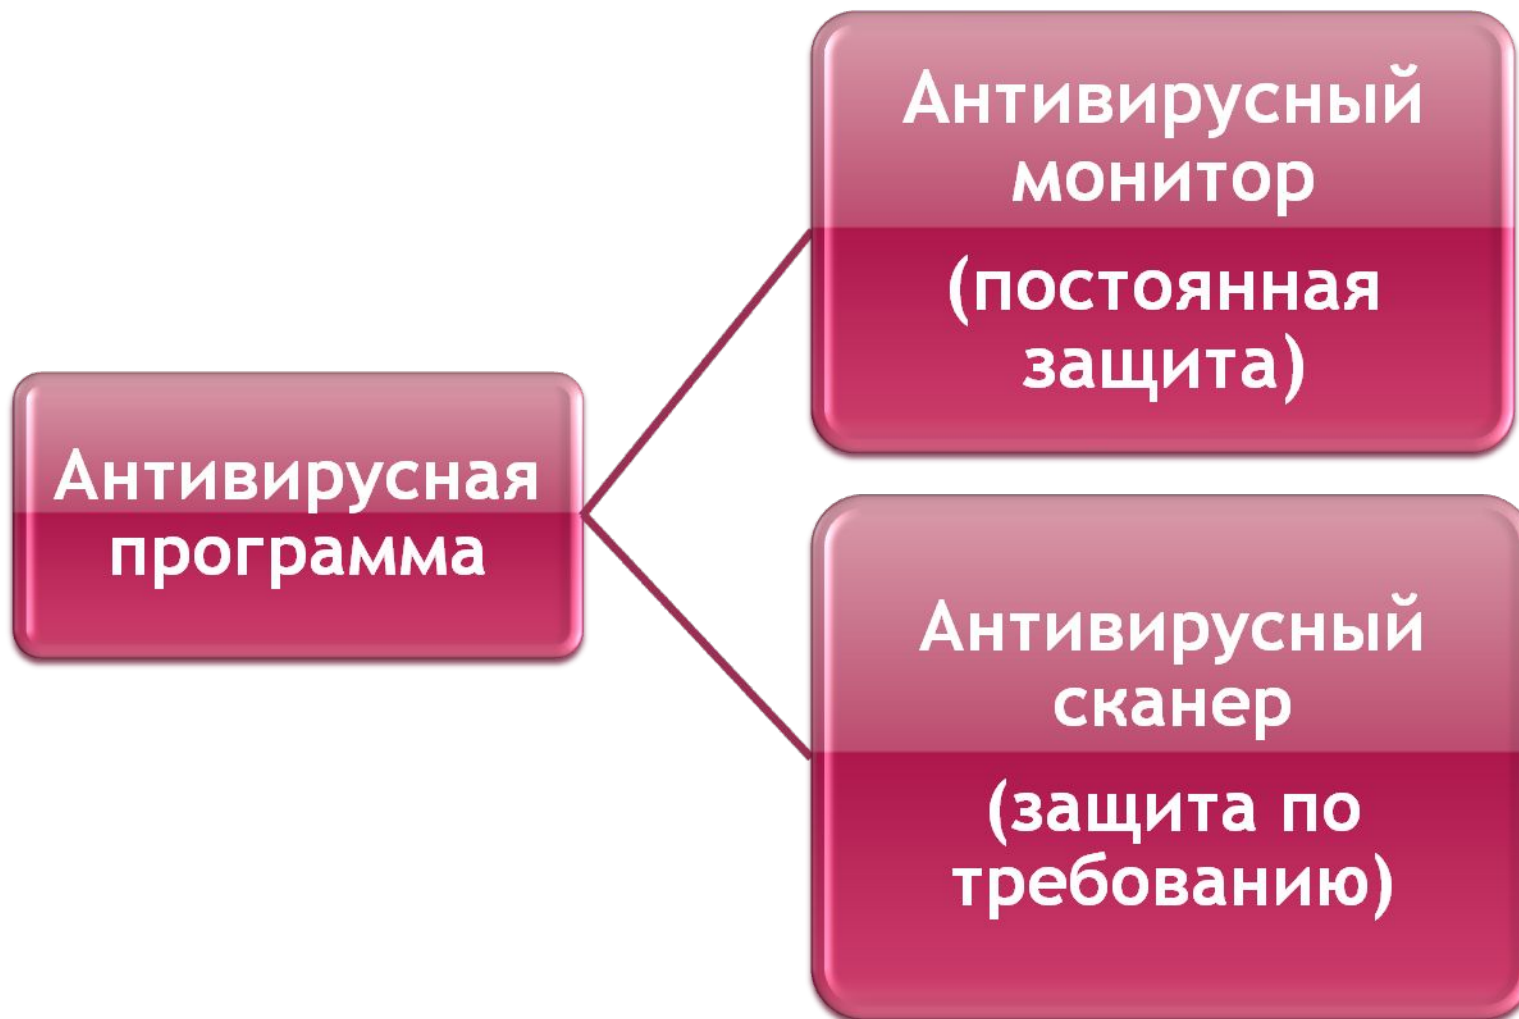 Антивирусный
монитор
(постоянная
защита)
Антивирусная
программа
Антивирусный
сканер
(защита по
требованию)